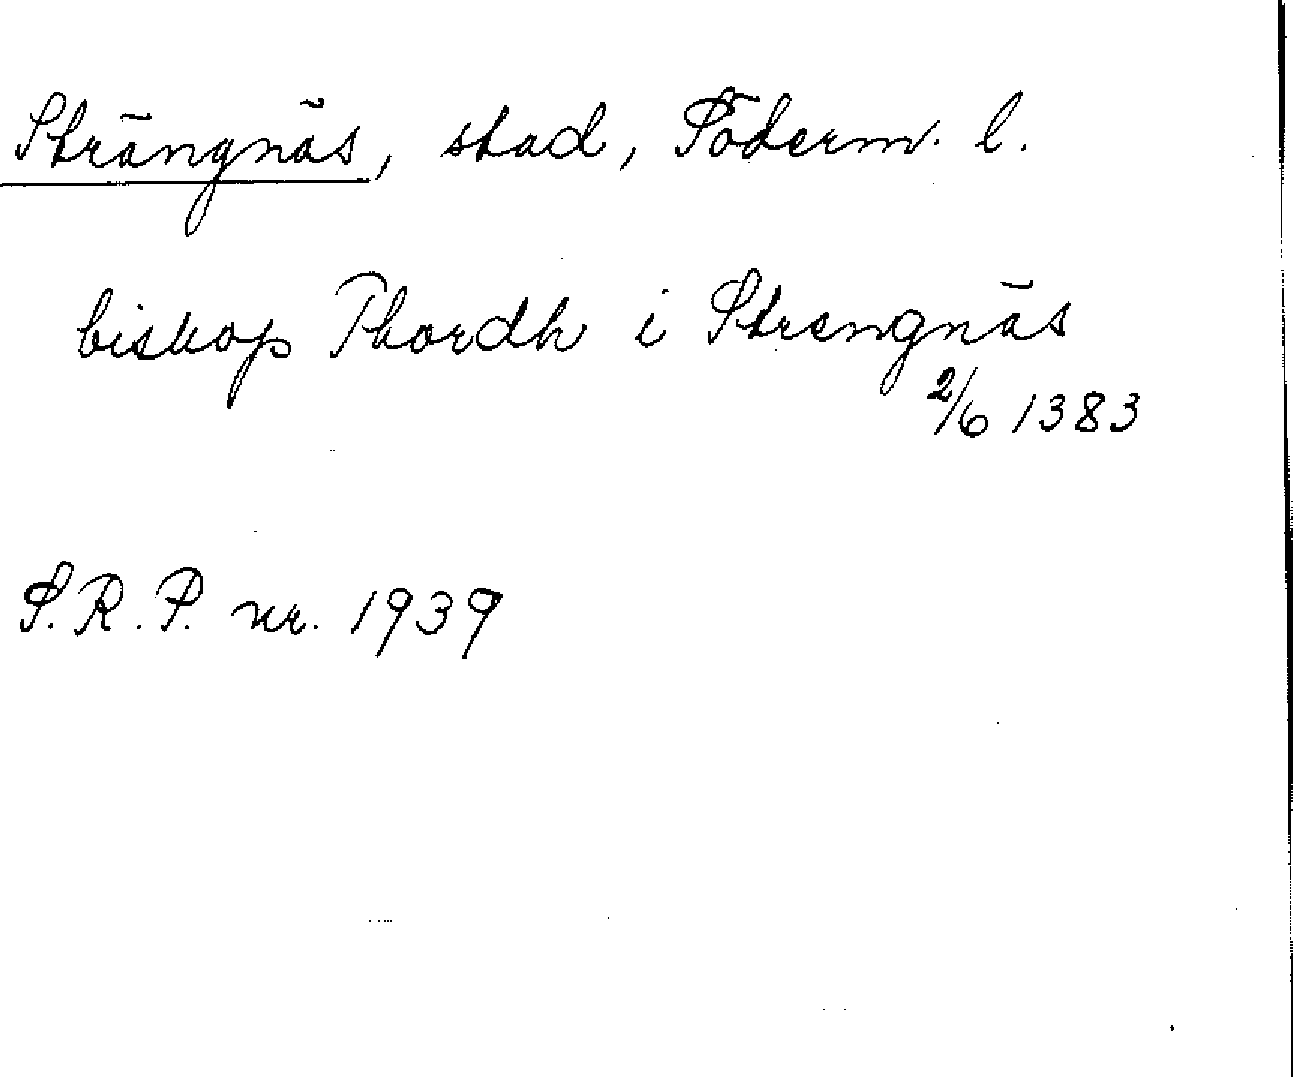 Strängnäs, stad, Söderm. l.
biskop Thordh i Strengnäs
2/6 1383
S.R.P. nr. 1939